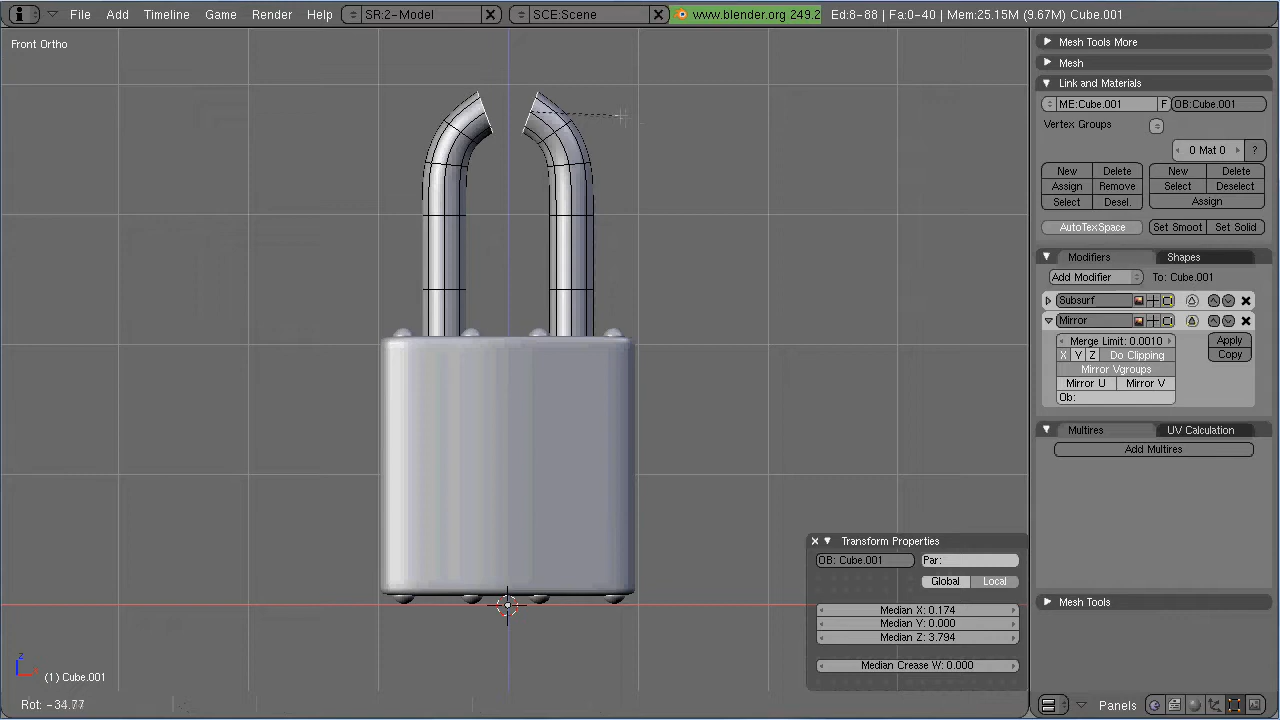 File Add Timeline Game Render Help SR:2-Model SCE:Scene www.blender.org 249.2 Ed:8-88 | Fa:0-40 | Mem:25.15M (9.67M) Cube.001
Front Ortho
Mesh Tools More
Mesh
Link and Materials
ME:Cube.001 F OB:Cube.001
Vertex Groups
0 Mat 0 ?
New Delete New Delete
Assign Remove Select Deselect
Select Desel. Assign
AutoTexSpace Set Smoot Set Solid
Modifiers Shapes
Add Modifier To: Cube.001
Subsurf
Mirror
Merge Limit: 0.0010 Apply
X Y Z Do Clipping Copy
Mirror Vgroups
Mirror U Mirror V
Ob:
Multires UV Calculation
Add Multires
Transform Properties
OB: Cube.001 Par:
Global Local
Median X: 0.174
Median Y: 0.000
Median Z: 3.794
Median Crease W: 0.000
Mesh Tools
z
x
(1) Cube.001
Rot: -34.77
Panels